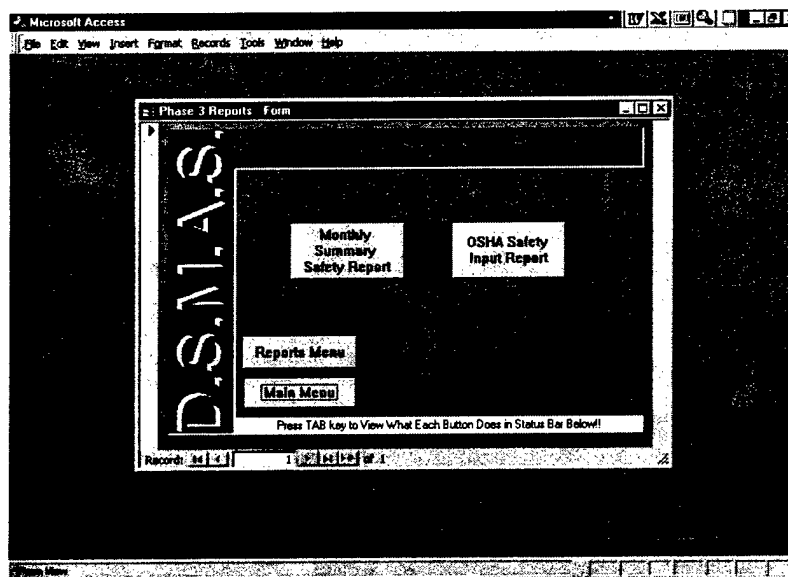 Microsoft Access
File Edit View Insert Format Records Tools Window Help
Phase 3 Reports - Form
D.S.M.A.S.
Monthly
Summary
Safety Report
OSHA Safety
Input Report
Reports Menu
Main Menu
Press TAB key to View What Each Button Does in Status Bar Below!!
Record: 1 of 1
Form View